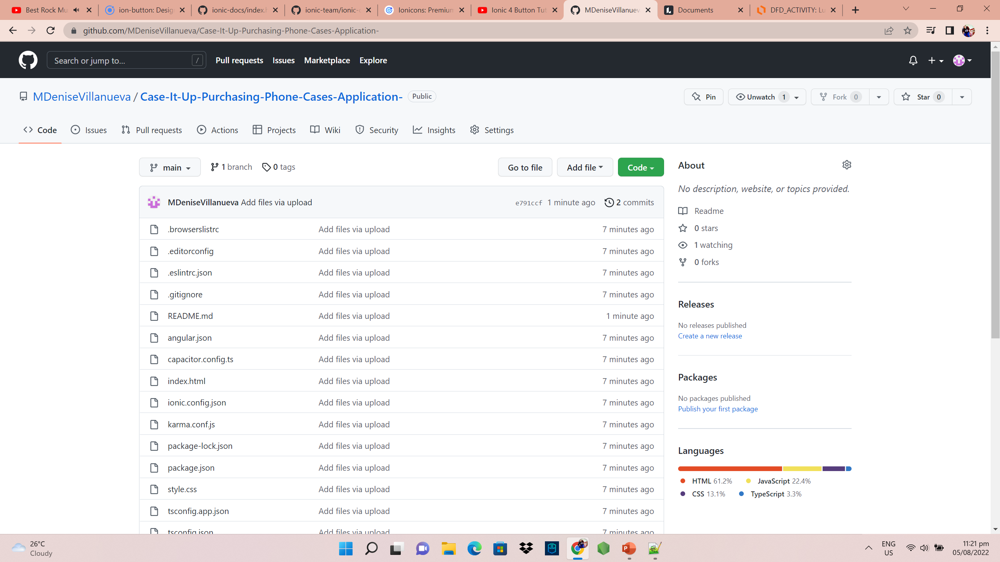 Best Rock Mu
ion-button: Desig
ionic-docs/index.h
ionic-team/ionic-c
Ionicons: Premium
Ionic 4 Button Tut
MDeniseVillanuev
Documents
DFD_ACTIVITY: Lu
github.com/MDeniseVillanueva/Case-It-Up-Purchasing-Phone-Cases-Application-
Search or jump to...
/
Pull requests
Issues
Marketplace
Explore
MDeniseVillanueva / Case-It-Up-Purchasing-Phone-Cases-Application-
Public
Pin
Unwatch 1
Fork 0
Star 0
Code
Issues
Pull requests
Actions
Projects
Wiki
Security
Insights
Settings
main
1 branch
0 tags
Go to file
Add file
Code
MDeniseVillanueva Add files via upload
e791ccf 1 minute ago
2 commits
.browserslistrc Add files via upload 7 minutes ago
.editorconfig Add files via upload 7 minutes ago
.eslintrc.json Add files via upload 7 minutes ago
.gitignore Add files via upload 7 minutes ago
README.md Add files via upload 1 minute ago
angular.json Add files via upload 7 minutes ago
capacitor.config.ts Add files via upload 7 minutes ago
index.html Add files via upload 7 minutes ago
ionic.config.json Add files via upload 7 minutes ago
karma.conf.js Add files via upload 7 minutes ago
package-lock.json Add files via upload 7 minutes ago
package.json Add files via upload 7 minutes ago
style.css Add files via upload 7 minutes ago
tsconfig.app.json Add files via upload 7 minutes ago
tsconfig.json Add files via upload 7 minutes ago
About
No description, website, or topics provided.
Readme
0 stars
1 watching
0 forks
Releases
No releases published
Create a new release
Packages
No packages published
Publish your first package
Languages
HTML 61.2%
JavaScript 22.4%
CSS 13.1%
TypeScript 3.3%
26°C
Cloudy
ENG
US
11:21 pm
05/08/2022